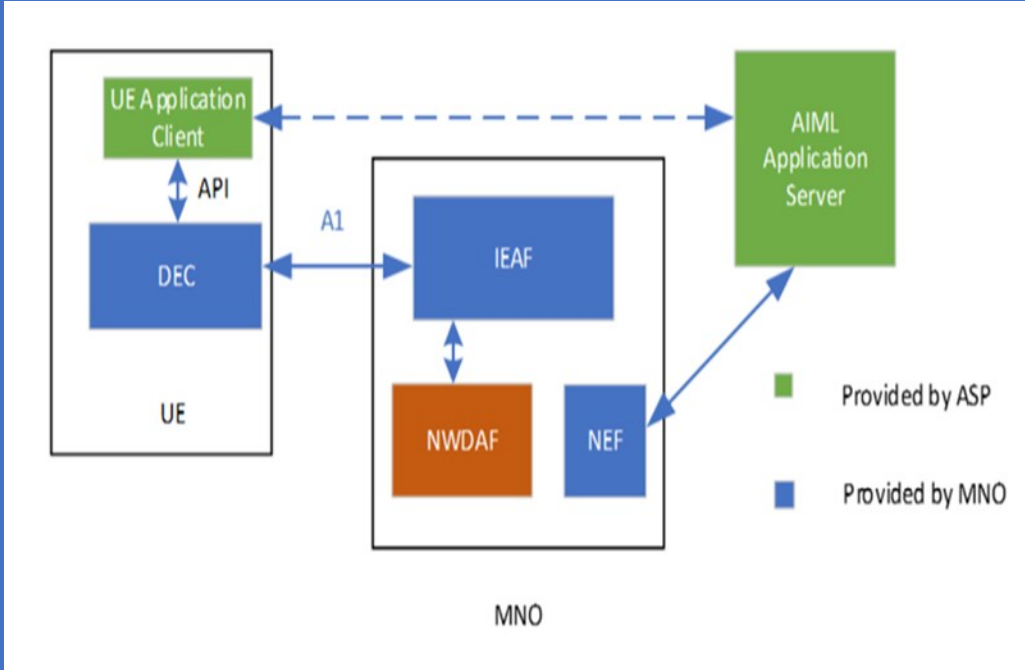 UE Application
Client
API
DEC
UE
A1
IEAF
NWDAF
NEF
MNO
AIML
Application
Server
Provided by ASP
Provided by MNO